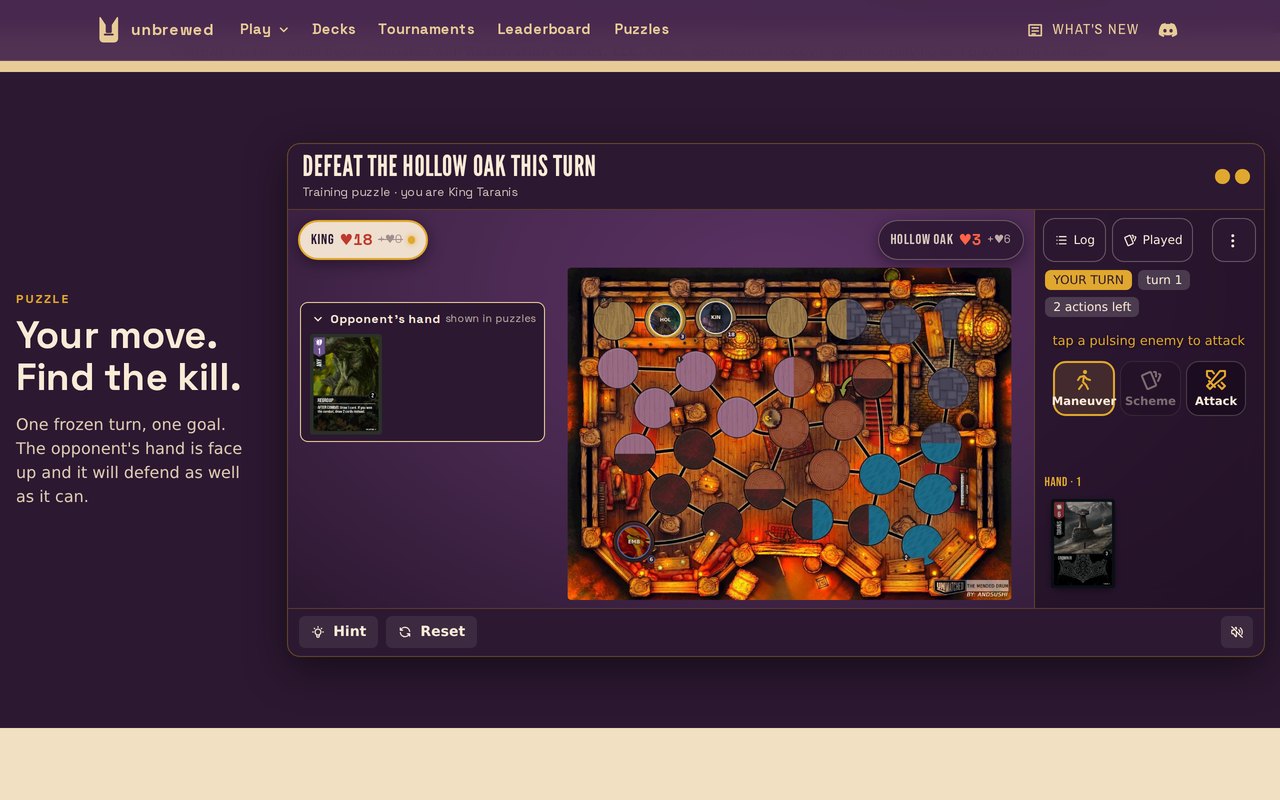 unbrewed
Play
Decks
Tournaments
Leaderboard
Puzzles
WHAT'S NEW
PUZZLE
Your move.
Find the kill.
One frozen turn, one goal.
The opponent's hand is face
up and it will defend as well
as it can.
DEFEAT THE HOLLOW OAK THIS TURN
Training puzzle · you are King Taranis
KING ♥18 +♥0
HOLLOW OAK ♥3 +♥6
Opponent's hand shown in puzzles
REGROUP
HOL
KIN
18
EMB
6
THE MENDED DRUM
BY: ANDSUSHI
Log
Played
YOUR TURN
turn 1
2 actions left
tap a pulsing enemy to attack
Maneuver
Scheme
Attack
HAND · 1
Hint
Reset